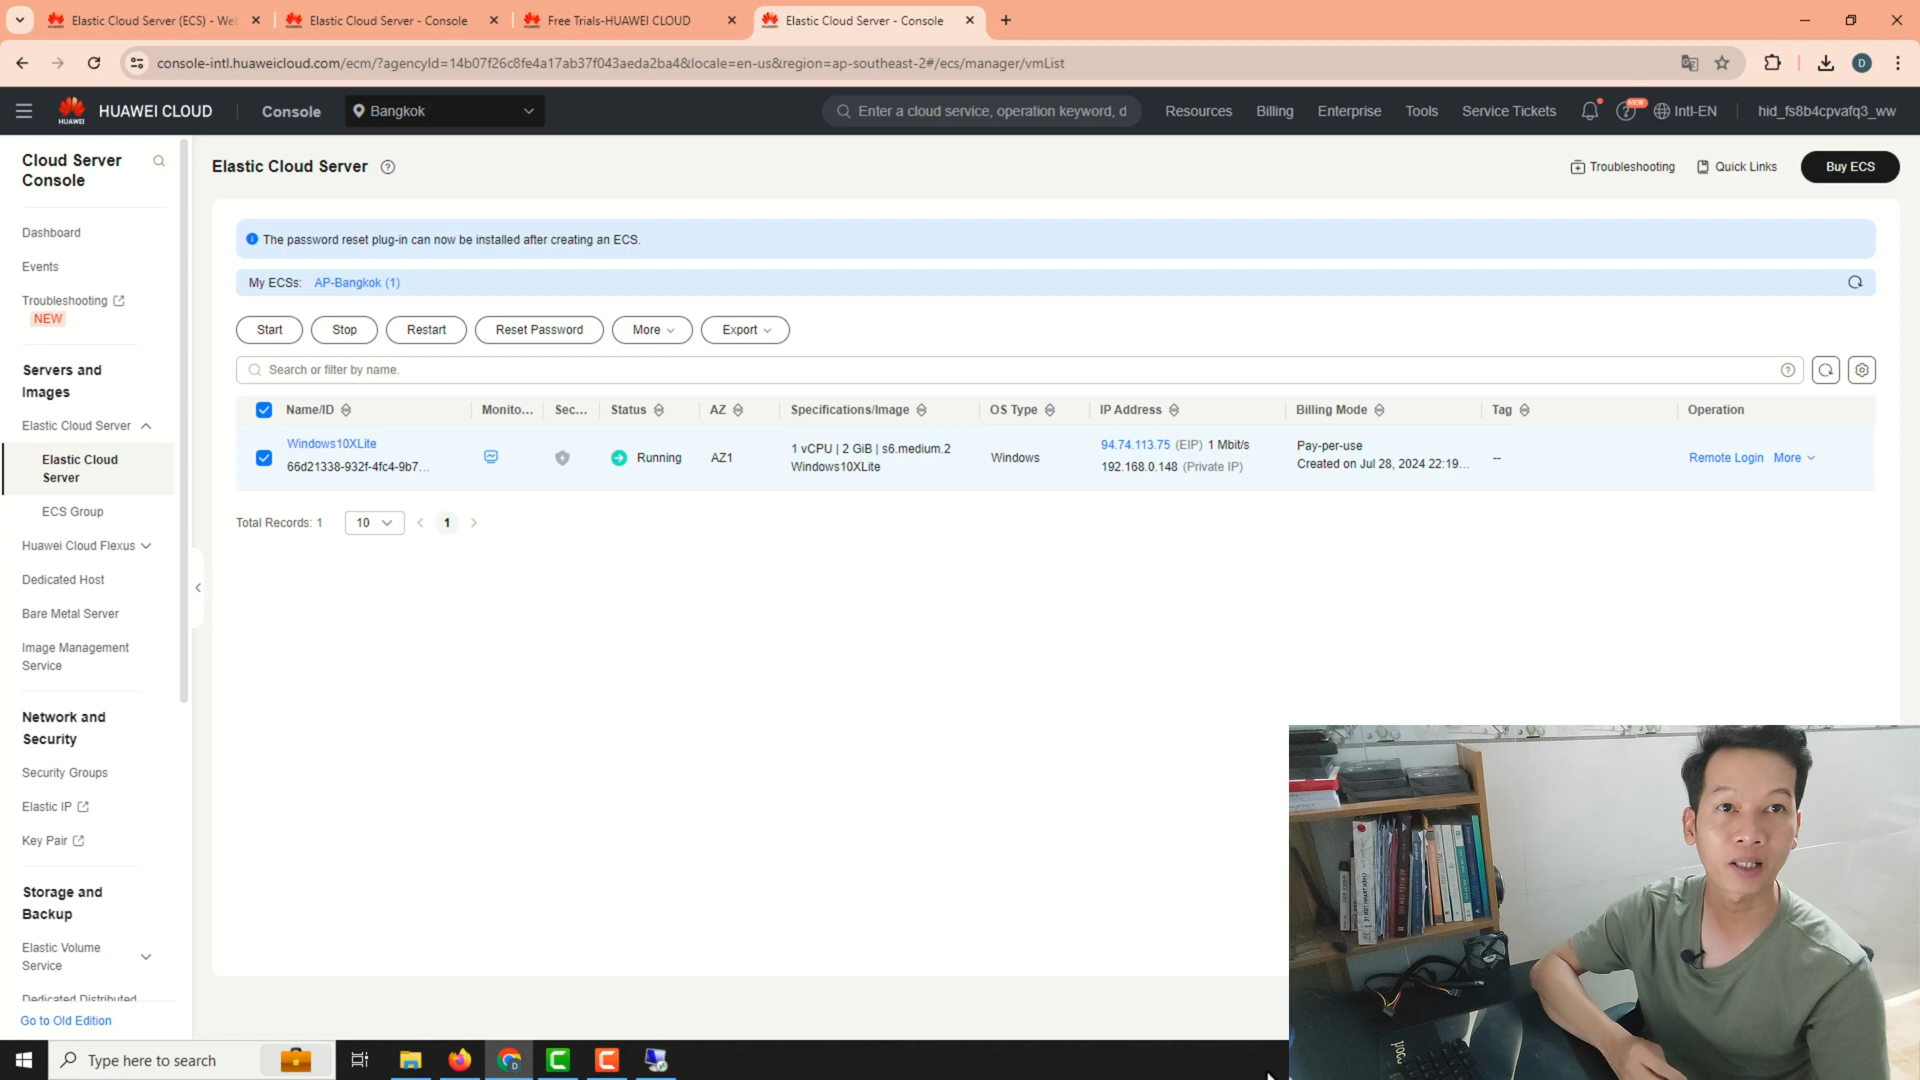 Elastic Cloud Server (ECS) - Web
Elastic Cloud Server - Console
Free Trials-HUAWEI CLOUD
Elastic Cloud Server - Console
console-intl.huaweicloud.com/ecm/?agencyId=14b07f26c8fe4a17ab37f043aeda2ba4&locale=en-us&region=ap-southeast-2#/ecs/manager/vmList
D
HUAWEI
HUAWEI CLOUD
Console
Bangkok
Enter a cloud service, operation keyword, d
Resources
Billing
Enterprise
Tools
Service Tickets
NEW
Intl-EN
hid_fs8b4cpvafq3_ww
Cloud Server
Console
Dashboard
Events
Troubleshooting
NEW
Servers and
Images
Elastic Cloud Server
Elastic Cloud
Server
ECS Group
Huawei Cloud Flexus
Dedicated Host
Bare Metal Server
Image Management
Service
Network and
Security
Security Groups
Elastic IP
Key Pair
Storage and
Backup
Elastic Volume
Service
Dedicated Distributed
Go to Old Edition
Elastic Cloud Server
Troubleshooting
Quick Links
Buy ECS
The password reset plug-in can now be installed after creating an ECS.
My ECSs: AP-Bangkok (1)
Start
Stop
Restart
Reset Password
More
Export
Search or filter by name.
Name/ID
Monito...
Sec...
Status
AZ
Specifications/Image
OS Type
IP Address
Billing Mode
Tag
Operation
Windows10XLite
66d21338-932f-4fc4-9b7...
Running
AZ1
1 vCPU | 2 GiB | s6.medium.2
Windows10XLite
Windows
94.74.113.75 (EIP) 1 Mbit/s
192.168.0.148 (Private IP)
Pay-per-use
Created on Jul 28, 2024 22:19...
--
Remote Login
More
Total Records: 1
10
1
Type here to search